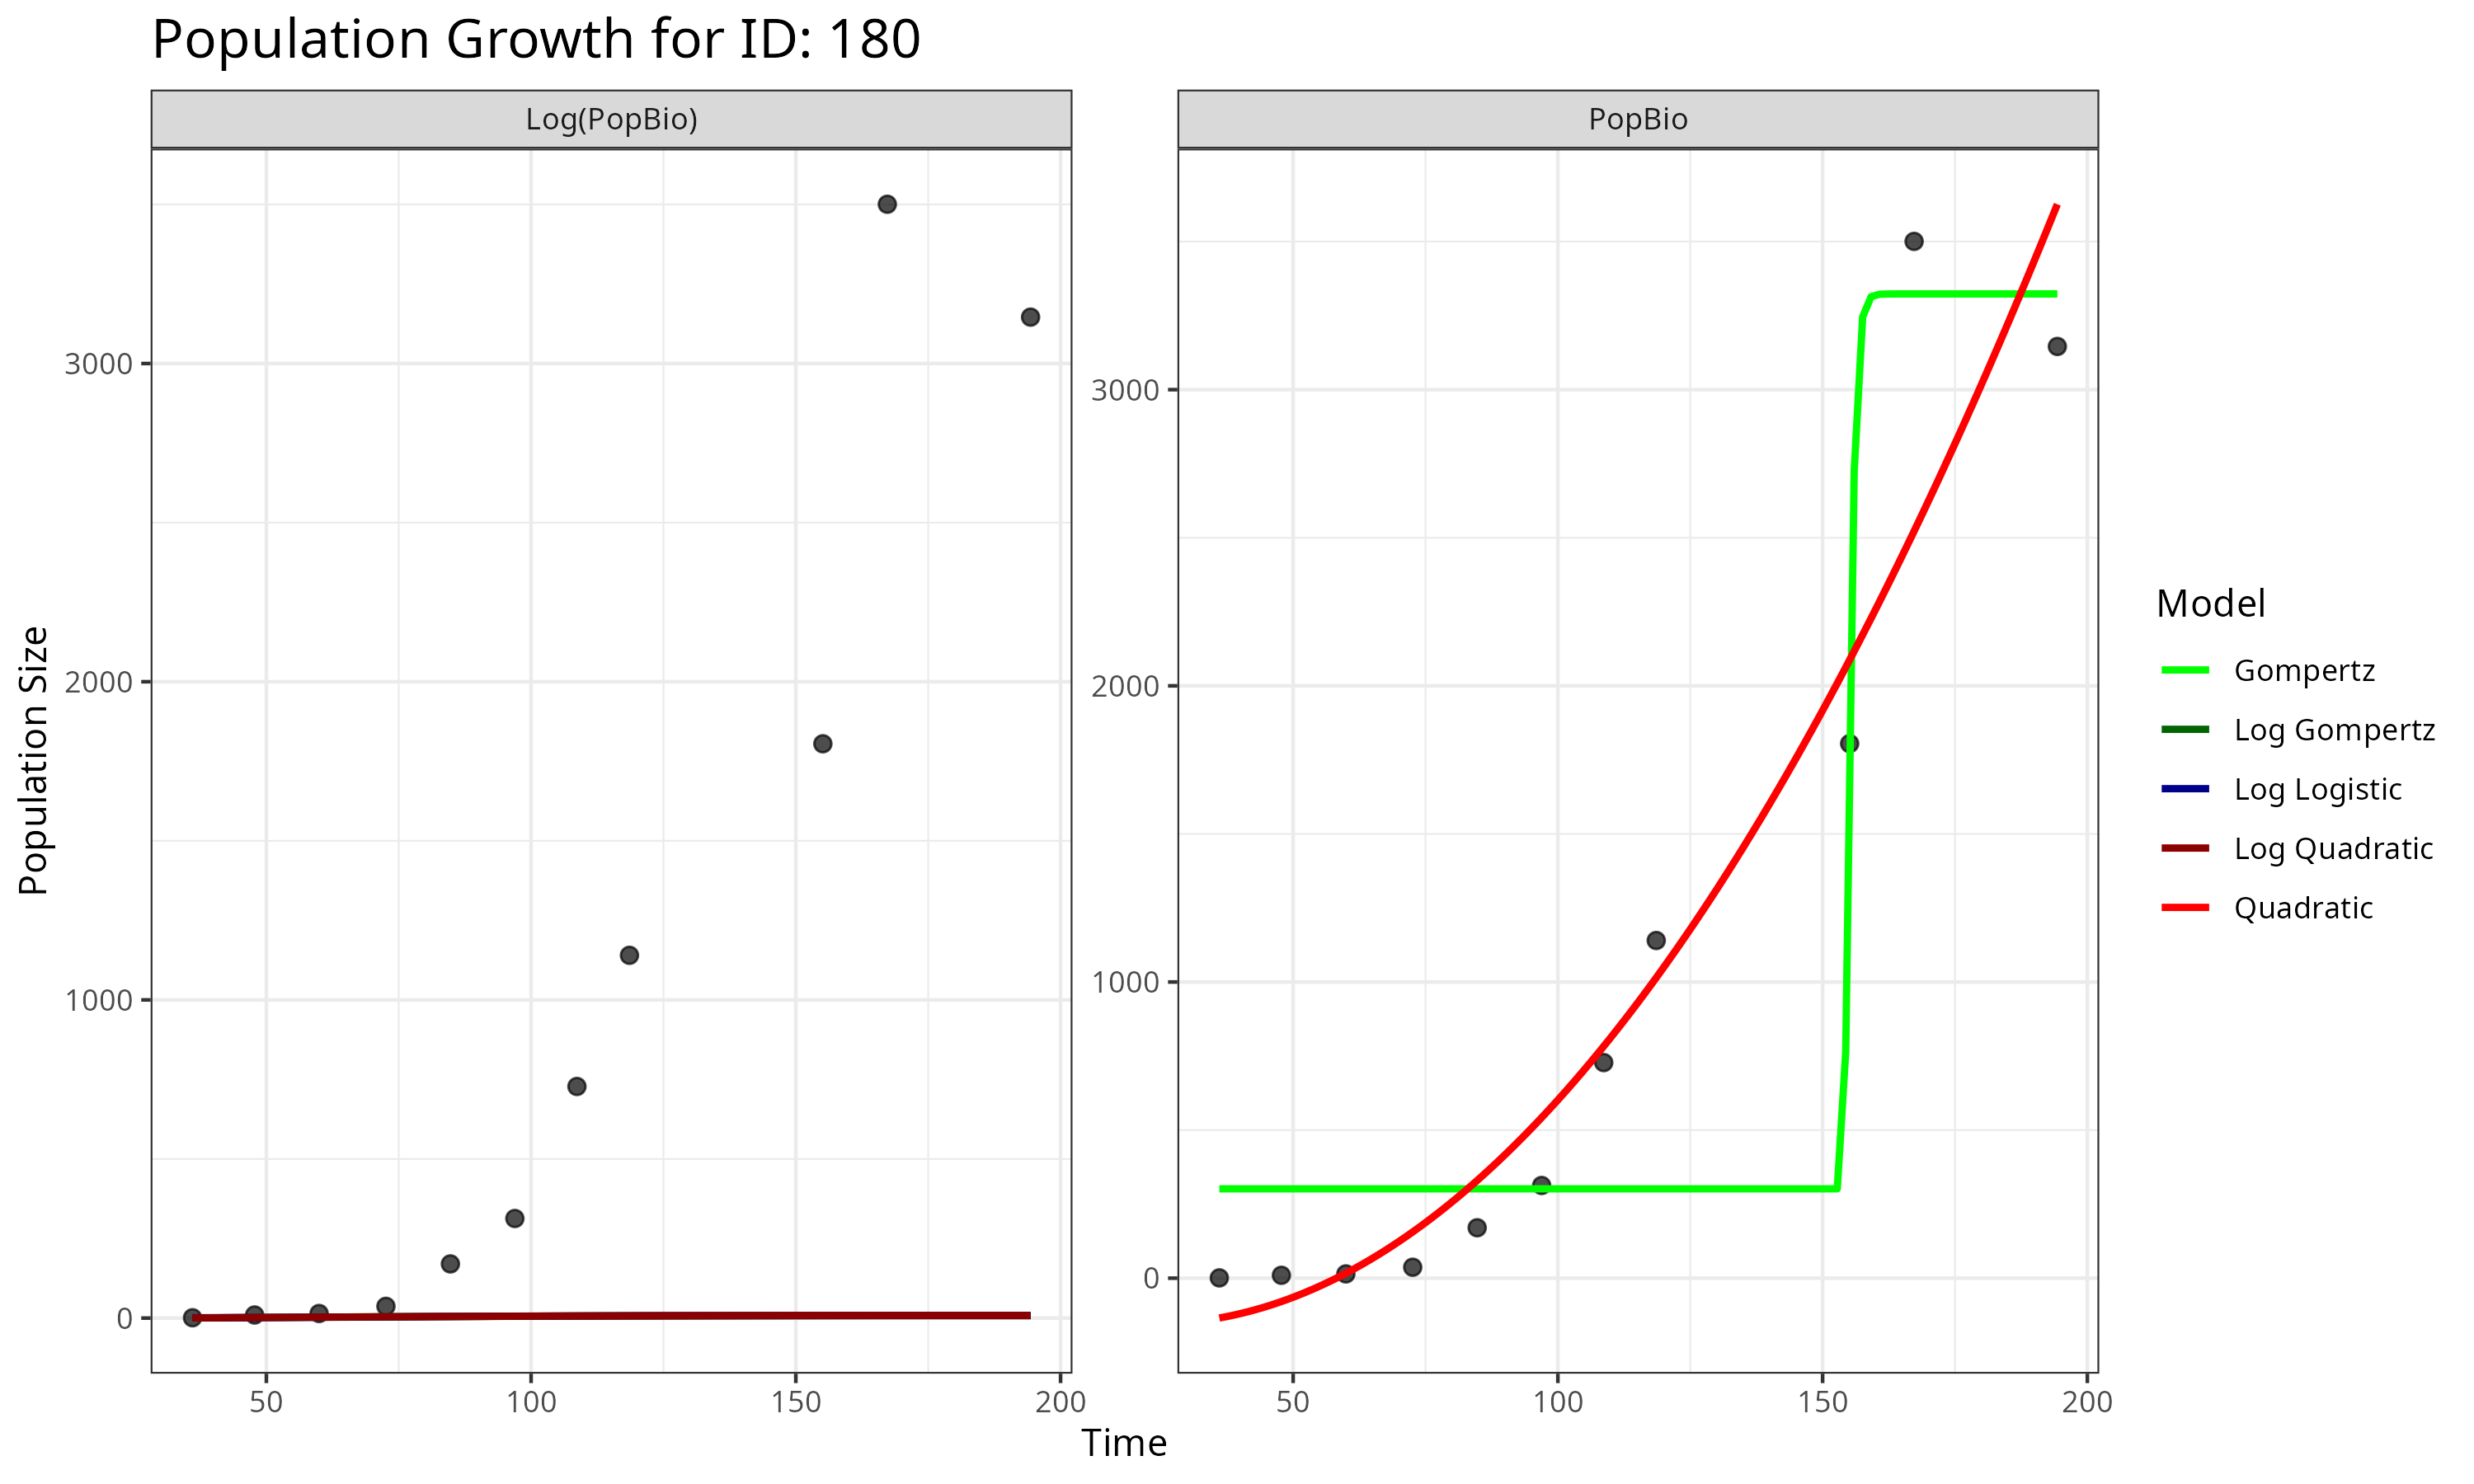 Population Growth for ID: 180
Log(PopBio)
PopBio
Population Size
3000
2000
1000
0
3000
2000
1000
0
50
100
150
200
50
100
150
200
Time
Model
Gompertz
Log Gompertz
Log Logistic
Log Quadratic
Quadratic